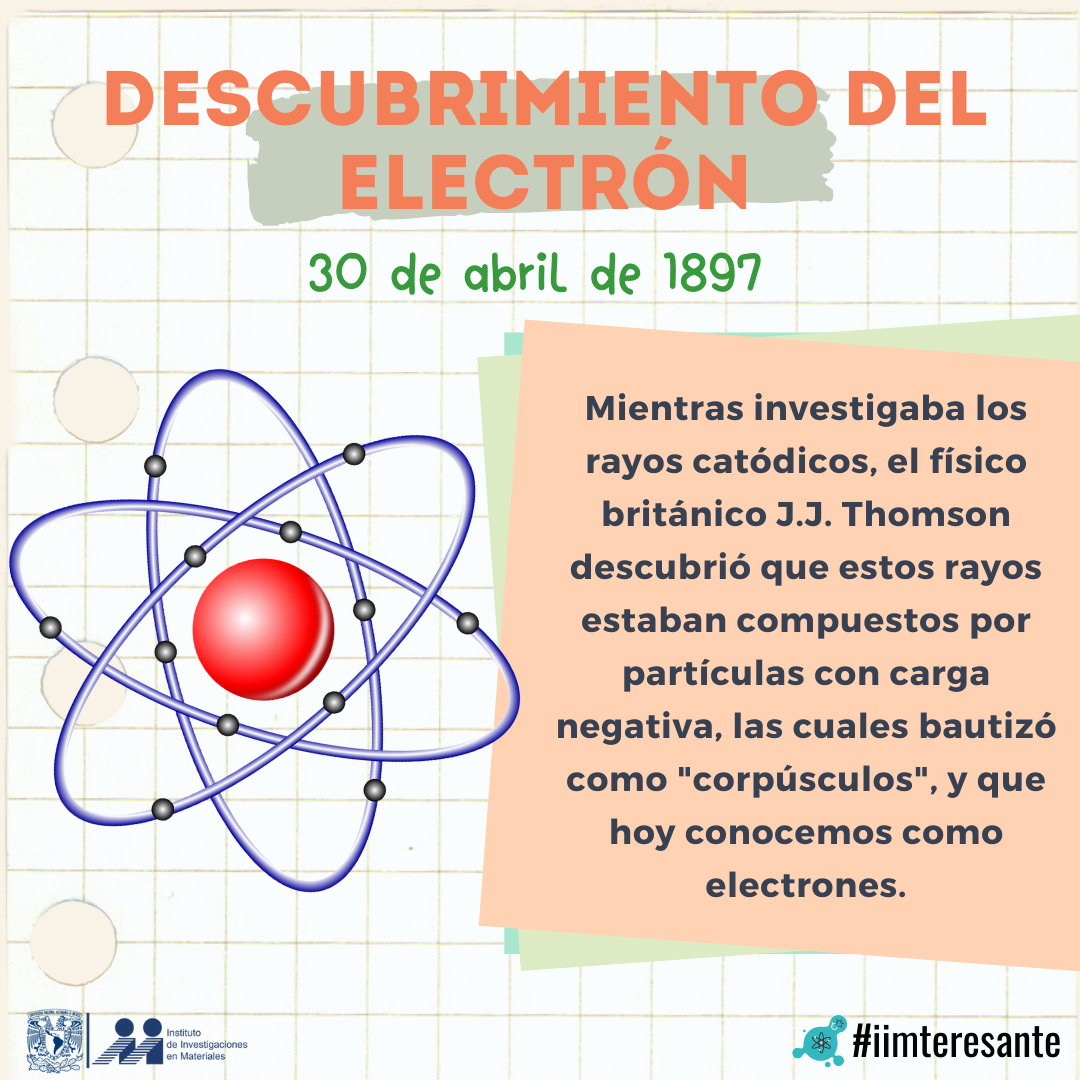 DESCUBRIMIENTO DEL
ELECTRÓN
30 de abril de 1897
Mientras investigaba los
rayos catódicos, el físico
británico J.J. Thomson
descubrió que estos rayos
estaban compuestos por
partículas con carga
negativa, las cuales bautizó
como "corpúsculos", y que
hoy conocemos como
electrones.
Instituto
de Investigaciones
en Materiales
#iimteresante